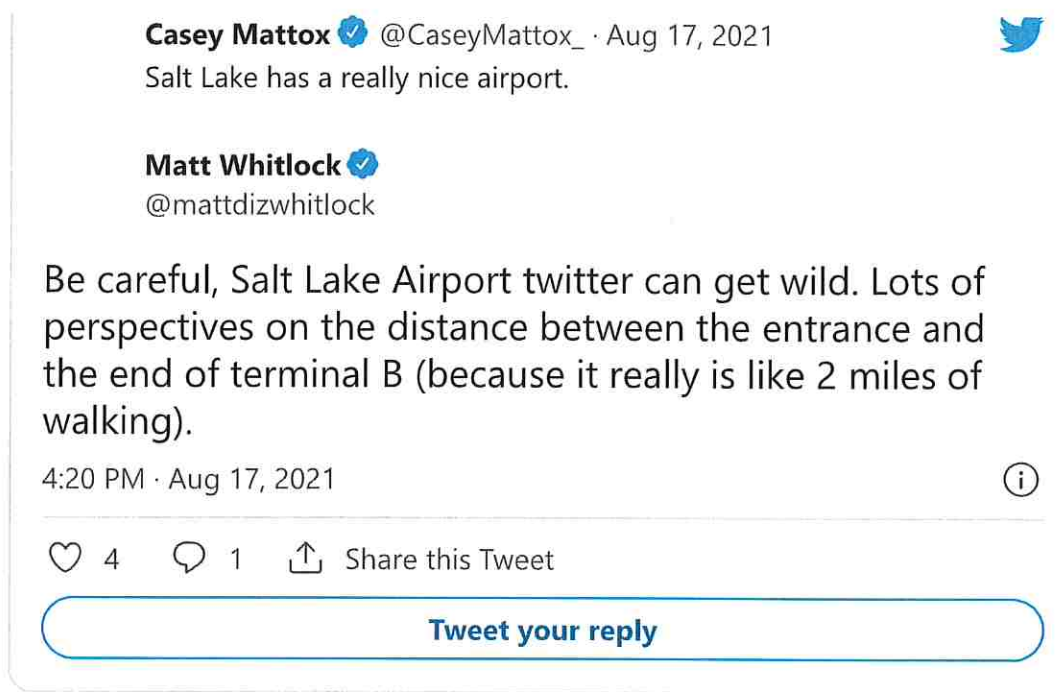 Casey Mattox @CaseyMattox_ · Aug 17, 2021
Salt Lake has a really nice airport.
Matt Whitlock
@mattdizwhitlock
Be careful, Salt Lake Airport twitter can get wild. Lots of
perspectives on the distance between the entrance and
the end of terminal B (because it really is like 2 miles of
walking).
4:20 PM · Aug 17, 2021
4 1 Share this Tweet
Tweet your reply